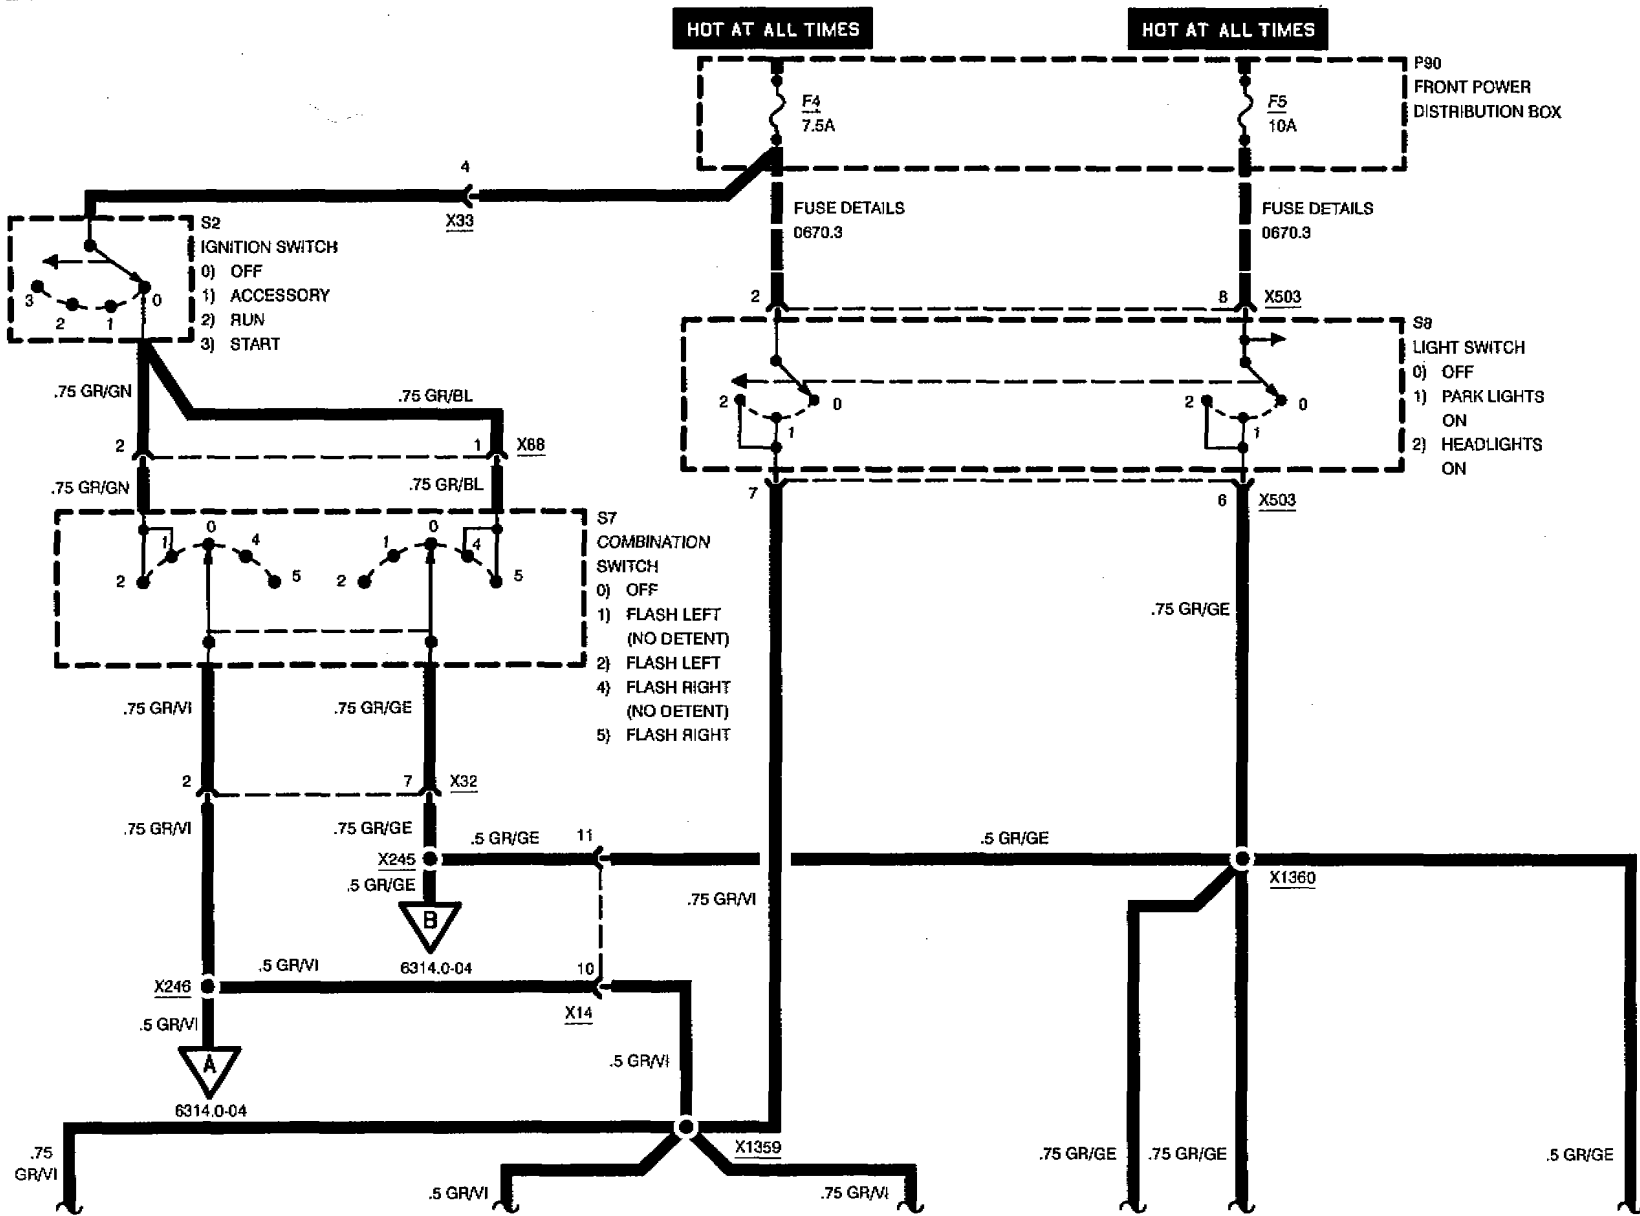 HOT AT ALL TIMES
HOT AT ALL TIMES
P90
FRONT POWER
DISTRIBUTION BOX
F4
7.5A
F5
10A
4
X33
FUSE DETAILS
0670.3
FUSE DETAILS
0670.3
S2
IGNITION SWITCH
0) OFF
1) ACCESSORY
2) RUN
3) START
3
2
1
0
2
8
X503
S8
LIGHT SWITCH
0) OFF
1) PARK LIGHTS
ON
2) HEADLIGHTS
ON
2
1
0
2
1
0
.75 GR/GN
.75 GR/BL
2
1
X68
.75 GR/GN
.75 GR/BL
7
6
X503
S7
COMBINATION
SWITCH
0) OFF
1) FLASH LEFT
(NO DETENT)
2) FLASH LEFT
4) FLASH RIGHT
(NO DETENT)
5) FLASH RIGHT
2
1
0
4
5
2
1
0
4
5
.75 GR/GE
.75 GR/VI
.75 GR/GE
2
7
X32
.75 GR/VI
.75 GR/GE
.5 GR/GE
11
.5 GR/GE
X245
.5 GR/GE
X1360
.75 GR/VI
B
6314.0-04
.5 GR/VI
10
X246
X14
.5 GR/VI
A
6314.0-04
.5 GR/VI
X1359
.75
GR/VI
.5 GR/VI
.75 GR/VI
.75 GR/GE
.75 GR/GE
.5 GR/GE